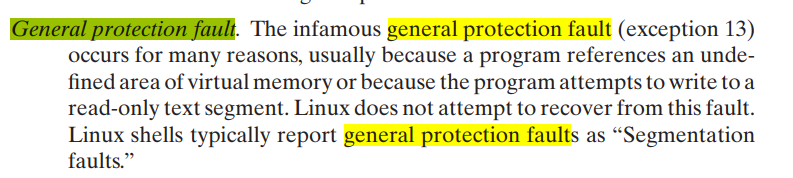 General protection fault. The infamous general protection fault (exception 13)
occurs for many reasons, usually because a program references an unde-
fined area of virtual memory or because the program attempts to write to a
read-only text segment. Linux does not attempt to recover from this fault.
Linux shells typically report general protection faults as “Segmentation
faults.”